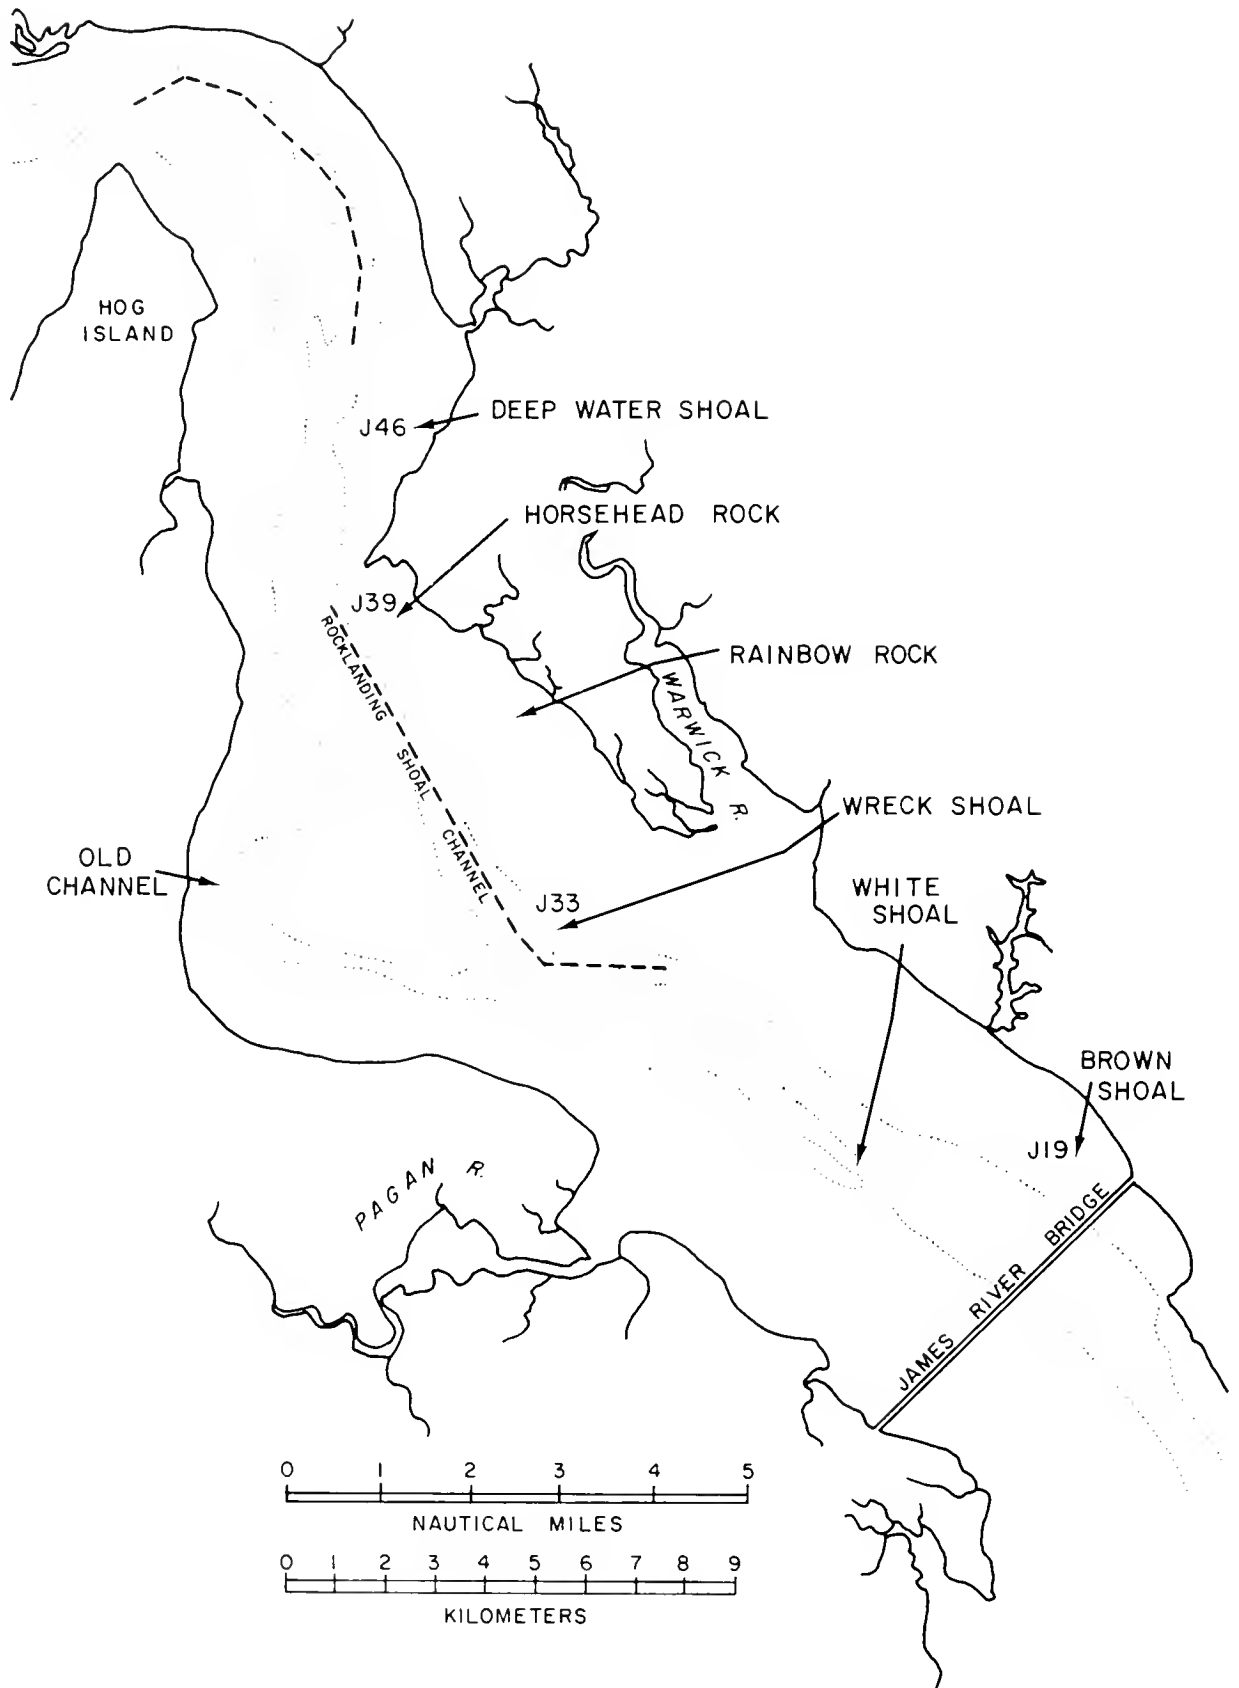 HOG
ISLAND
DEEP WATER SHOAL
J46
HORSEHEAD ROCK
J39
RAINBOW ROCK
ROCKLANDING SHOAL CHANNEL
WARWICK R.
WRECK SHOAL
OLD
CHANNEL
WHITE
SHOAL
J33
BROWN
SHOAL
J19
PAGAN R.
JAMES RIVER BRIDGE
0 1 2 3 4 5
NAUTICAL MILES
0 1 2 3 4 5 6 7 8 9
KILOMETERS